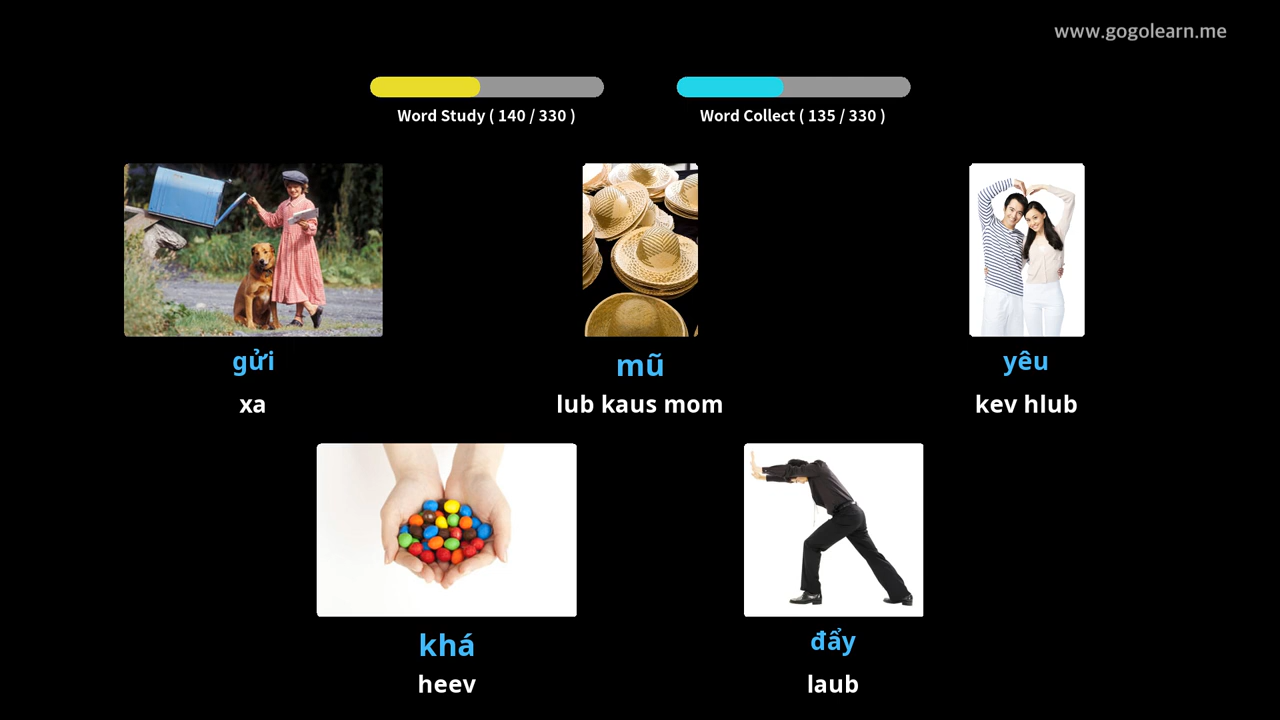 www.gogolearn.me
Word Study ( 140 / 330 )
Word Collect ( 135 / 330 )
gửi
mũ
yêu
xa
lub kaus mom
kev hlub
khá
đẩy
heev
laub